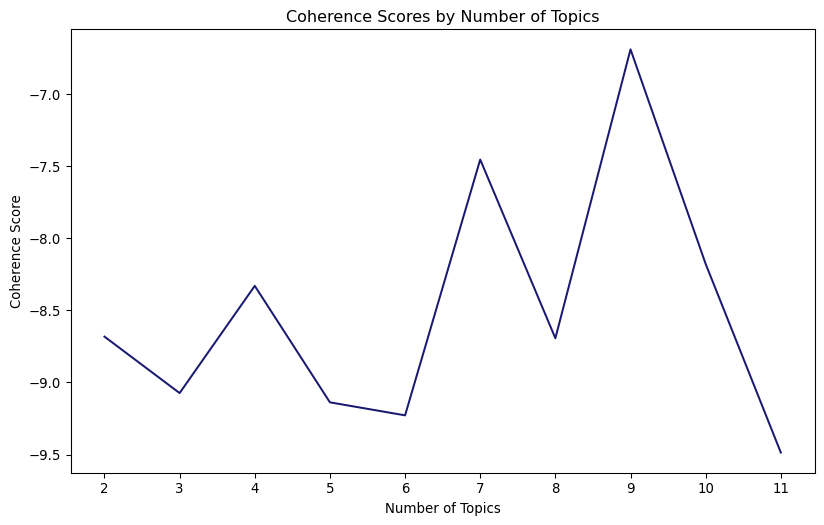 Coherence Scores by Number of Topics
Coherence Score
−7.0
−7.5
−8.0
−8.5
−9.0
−9.5
2 3 4 5 6 7 8 9 10 11
Number of Topics